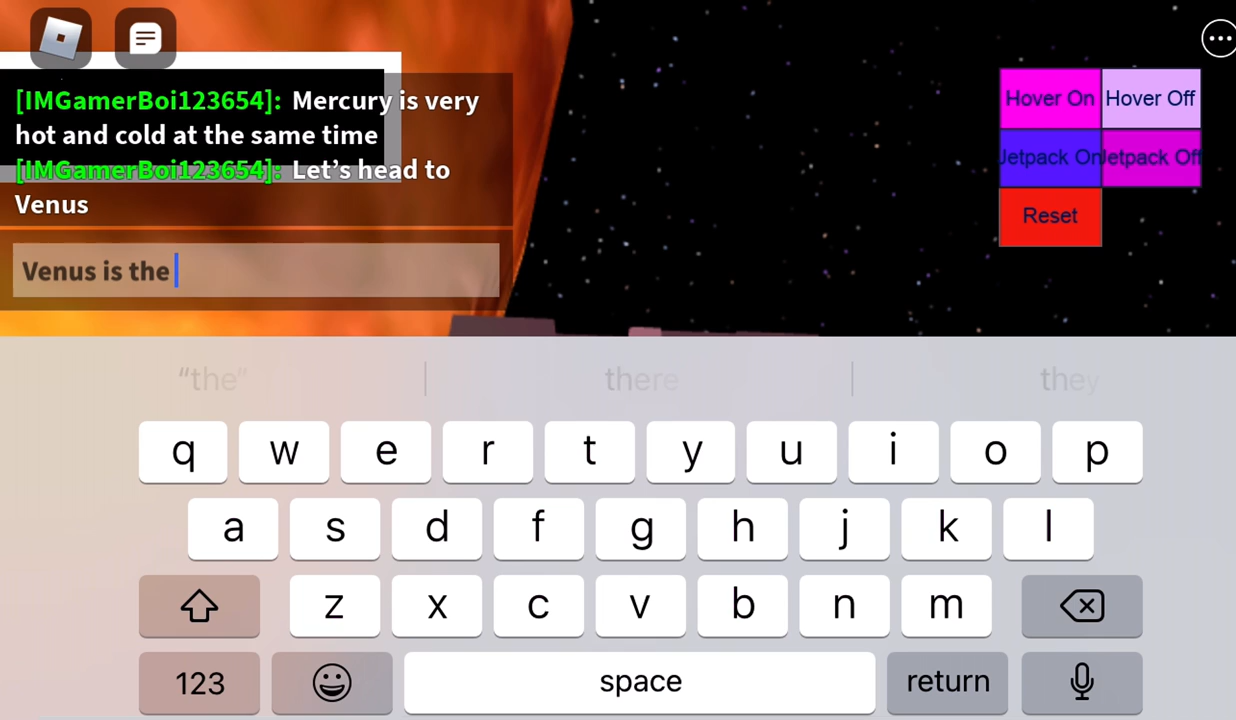 [IMGamerBoi123654]: Mercury is very
hot and cold at the same time
[IMGamerBoi123654]: Let's head to
Venus
Venus is the
Hover On Hover Off
Jetpack On Jetpack Off
Reset
“the” there they
q w e r t y u i o p
a s d f g h j k l
z x c v b n m
123 space return